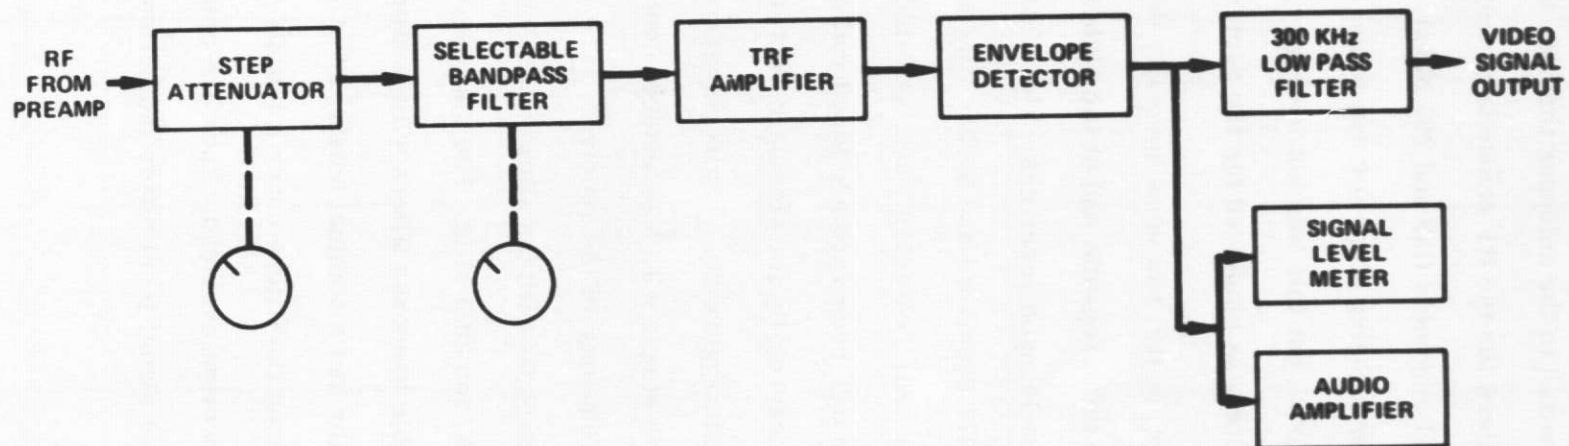 RF
FROM
PREAMP
STEP
ATTENUATOR
SELECTABLE
BANDPASS
FILTER
TRF
AMPLIFIER
ENVELOPE
DETECTOR
300 KHz
LOW PASS
FILTER
VIDEO
SIGNAL
OUTPUT
SIGNAL
LEVEL
METER
AUDIO
AMPLIFIER